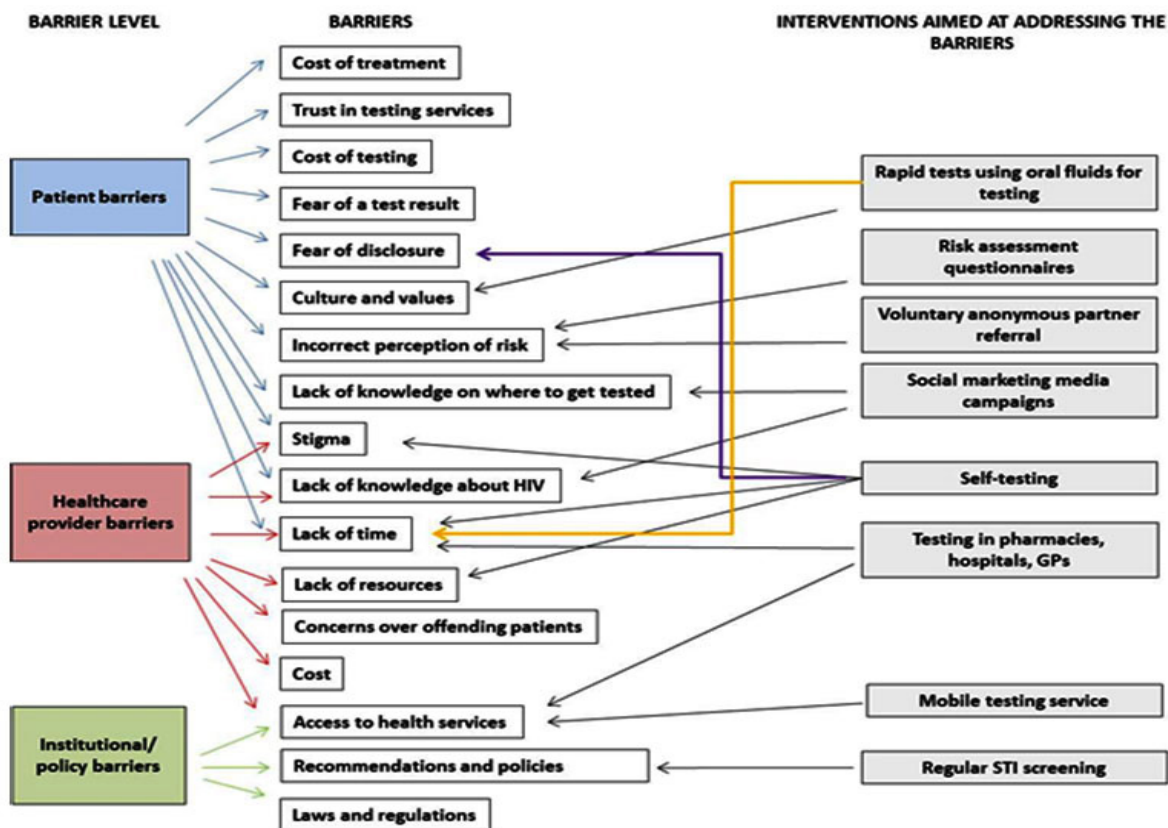 BARRIER LEVEL
BARRIERS
INTERVENTIONS AIMED AT ADDRESSING THE
BARRIERS
Patient barriers
Healthcare
provider barriers
Institutional/
policy barriers
Cost of treatment
Trust in testing services
Cost of testing
Fear of a test result
Fear of disclosure
Culture and values
Incorrect perception of risk
Lack of knowledge on where to get tested
Stigma
Lack of knowledge about HIV
Lack of time
Lack of resources
Concerns over offending patients
Cost
Access to health services
Recommendations and policies
Laws and regulations
Rapid tests using oral fluids for
testing
Risk assessment
questionnaires
Voluntary anonymous partner
referral
Social marketing media
campaigns
Self-testing
Testing in pharmacies,
hospitals, GPs
Mobile testing service
Regular STI screening